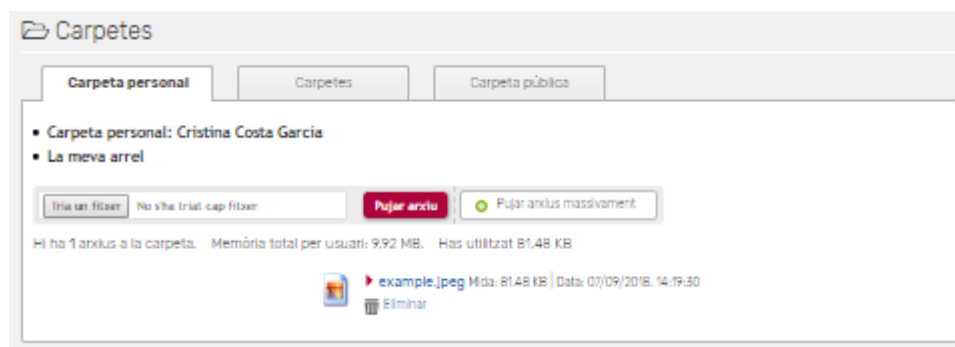 Carpetes
Carpeta personal Carpetes Carpeta pública
Carpeta personal: Cristina Costa Garcia
La meva arrel
Tria un fitxer No s'ha triat cap fitxer Pujar arxiu Pujar arxius massivament
Hi ha 1 arxius a la carpeta. Memòria total per usuari: 9.92 MB. Has utilitzat 81.48 KB
example.jpeg Mida: 81.48 KB Data: 07/09/2018. 14:19:30
Eliminar